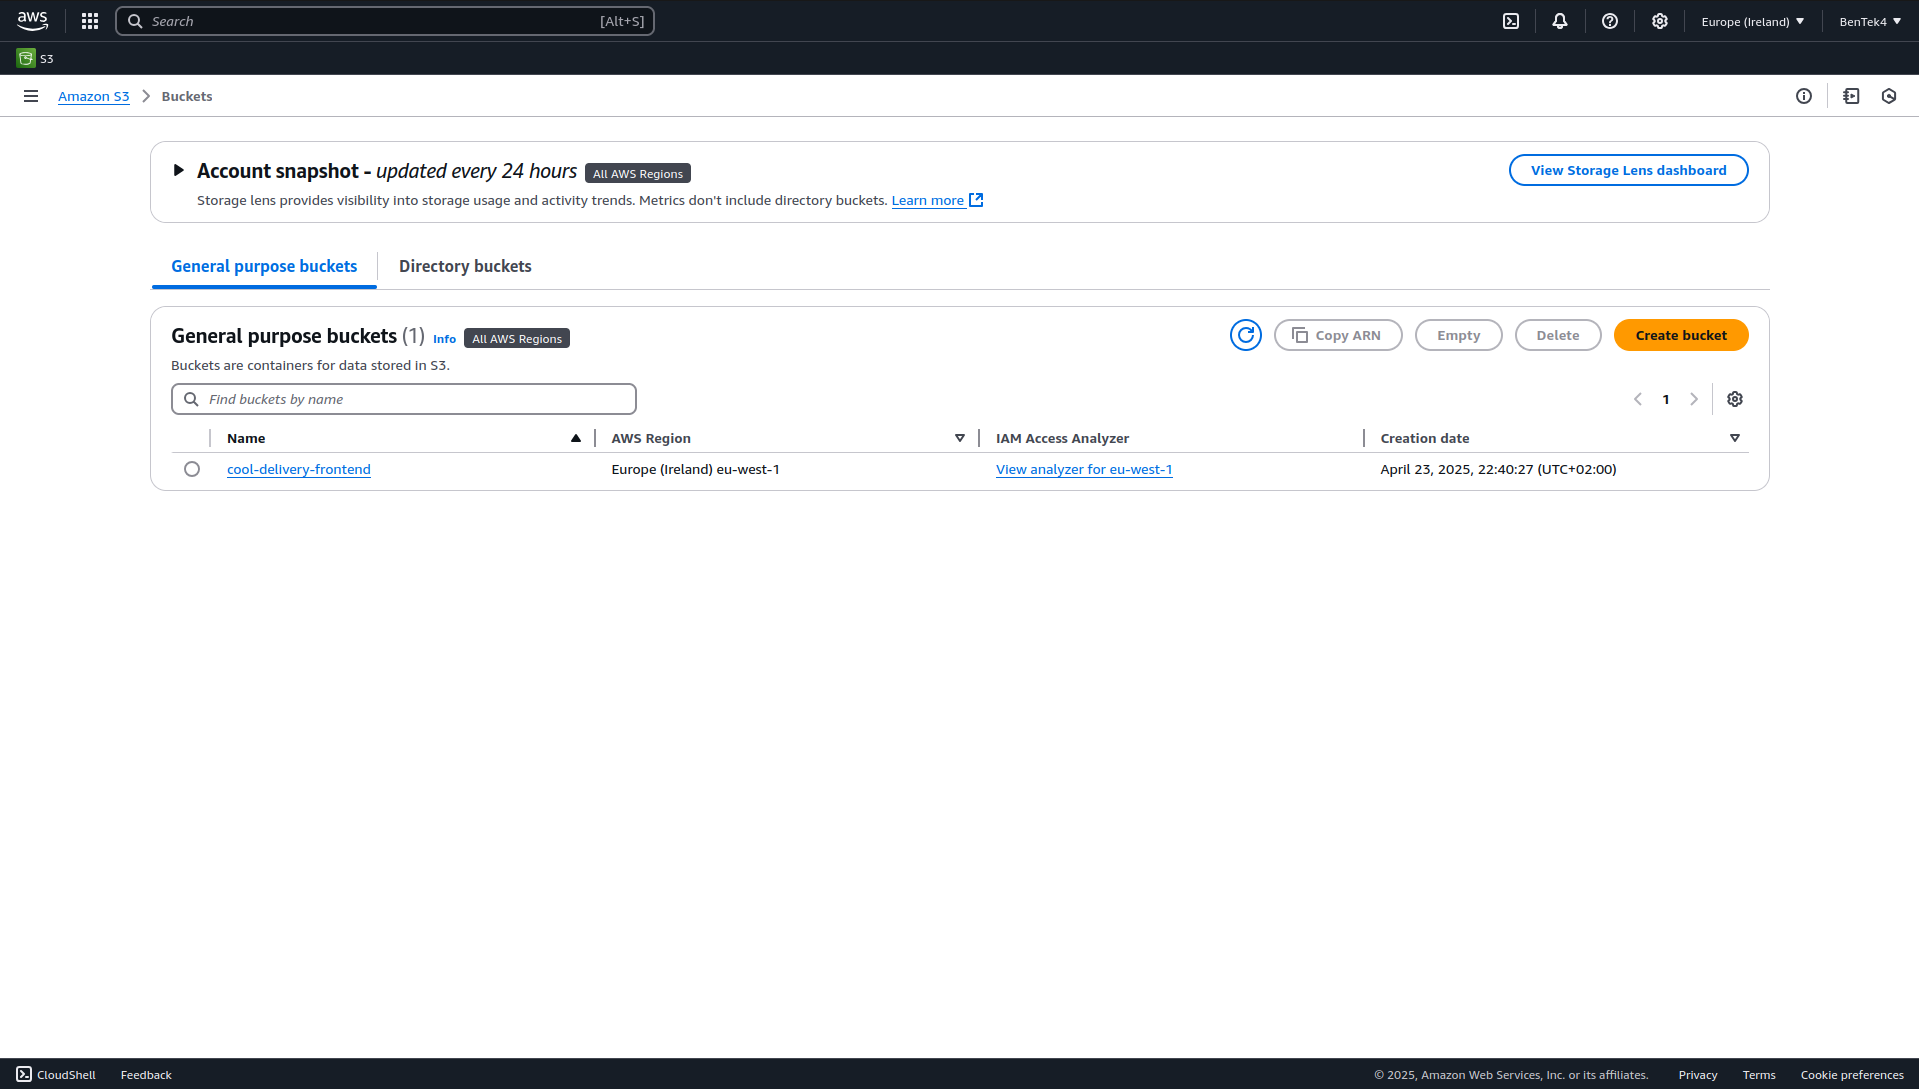 aws
Search [Alt+S]
Europe (Ireland)
BenTek4
S3
Amazon S3 Buckets
Account snapshot - updated every 24 hours All AWS Regions
View Storage Lens dashboard
Storage lens provides visibility into storage usage and activity trends. Metrics don't include directory buckets. Learn more
General purpose buckets
Directory buckets
General purpose buckets (1) Info All AWS Regions
Copy ARN
Empty
Delete
Create bucket
Buckets are containers for data stored in S3.
Find buckets by name
1
Name AWS Region IAM Access Analyzer Creation date
cool-delivery-frontend Europe (Ireland) eu-west-1 View analyzer for eu-west-1 April 23, 2025, 22:40:27 (UTC+02:00)
CloudShell Feedback © 2025, Amazon Web Services, Inc. or its affiliates. Privacy Terms Cookie preferences